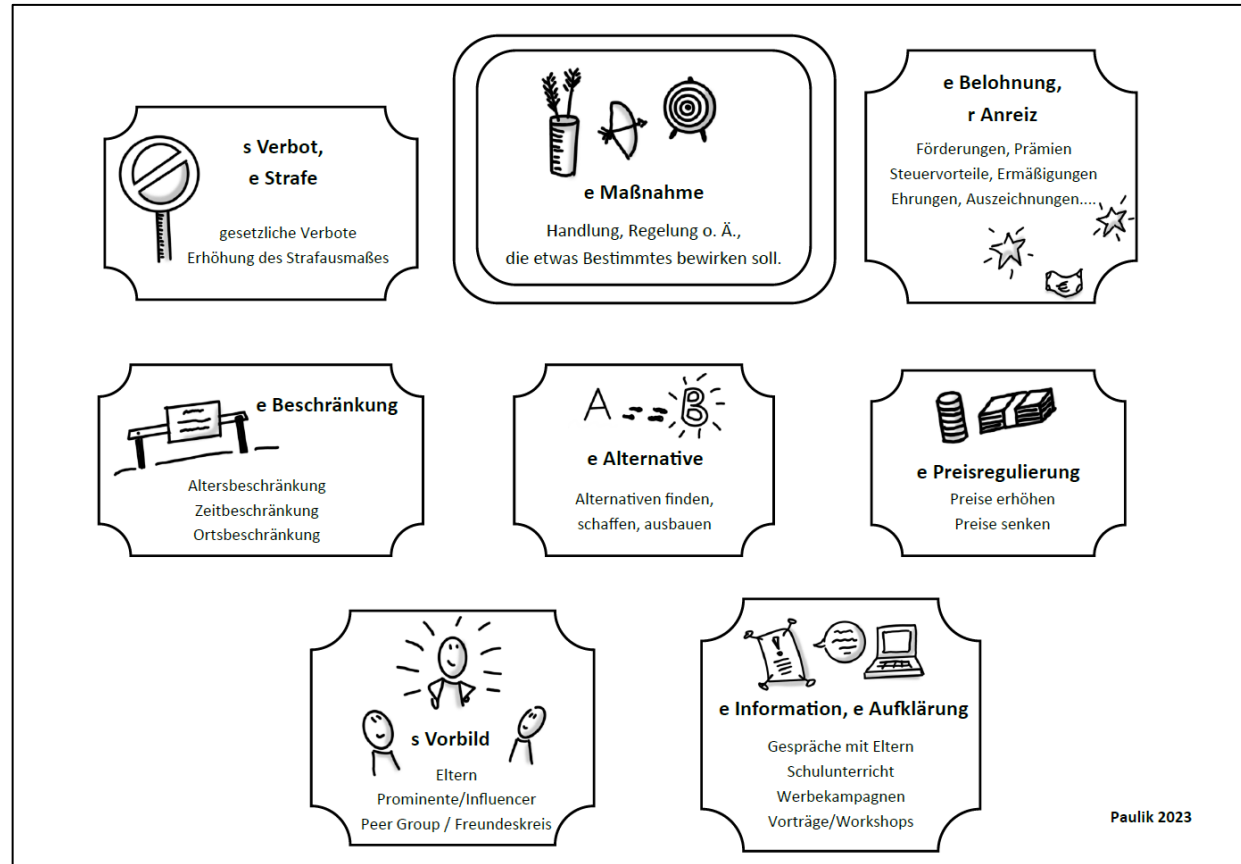 s Verbot,
e Strafe
gesetzliche Verbote
Erhöhung des Strafausmaßes
e Maßnahme
Handlung, Regelung o. Ä.,
die etwas Bestimmtes bewirken soll.
e Belohnung,
r Anreiz
Förderungen, Prämien
Steuervorteile, Ermäßigungen
Ehrungen, Auszeichnungen....
€
e Beschränkung
Altersbeschränkung
Zeitbeschränkung
Ortsbeschränkung
A B
e Alternative
Alternativen finden,
schaffen, ausbauen
e Preisregulierung
Preise erhöhen
Preise senken
s Vorbild
Eltern
Prominente/Influencer
Peer Group / Freundeskreis
!
e Information, e Aufklärung
Gespräche mit Eltern
Schulunterricht
Werbekampagnen
Vorträge/Workshops
Paulik 2023